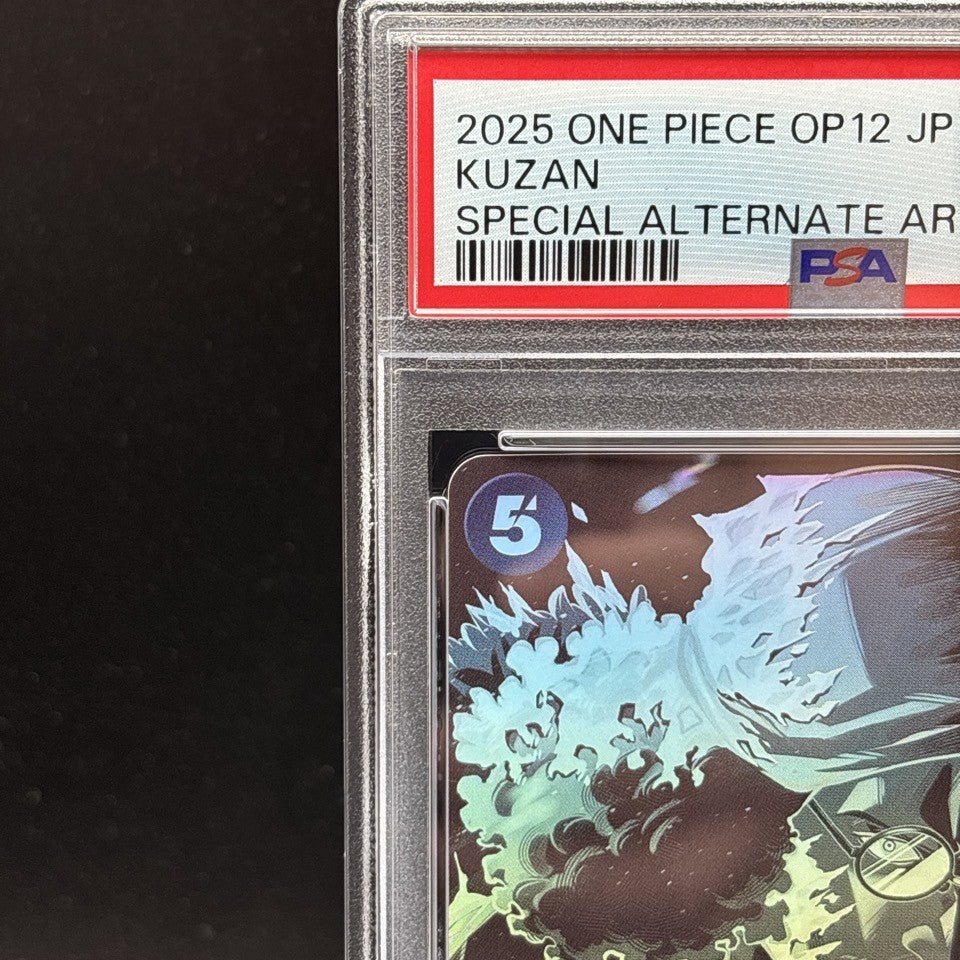 2025 ONE PIECE OP12 JP
KUZAN
SPECIAL ALTERNATE AR
PSA
5